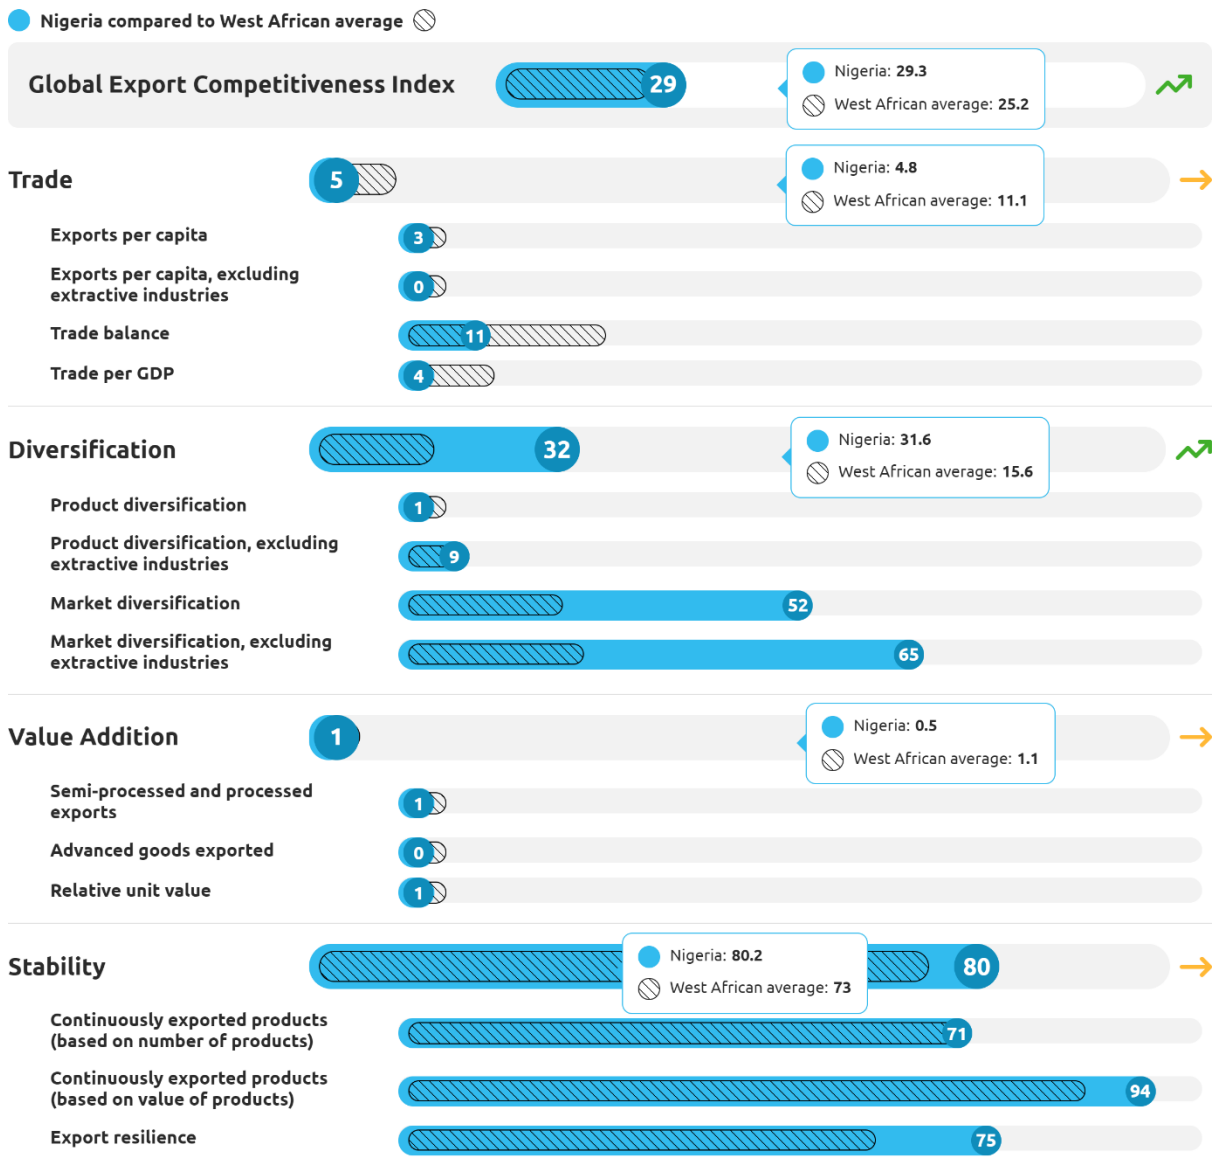 Nigeria compared to West African average
Global Export Competitiveness Index
29
Nigeria: 29.3
West African average: 25.2
Trade
5
Nigeria: 4.8
West African average: 11.1
Exports per capita
3
Exports per capita, excluding
extractive industries
0
Trade balance
11
Trade per GDP
4
Diversification
32
Nigeria: 31.6
West African average: 15.6
Product diversification
1
Product diversification, excluding
extractive industries
9
Market diversification
52
Market diversification, excluding
extractive industries
65
Value Addition
1
Nigeria: 0.5
West African average: 1.1
Semi-processed and processed
exports
1
Advanced goods exported
0
Relative unit value
1
Stability
Nigeria: 80.2
West African average: 73
80
Continuously exported products
(based on number of products)
71
Continuously exported products
(based on value of products)
94
Export resilience
75